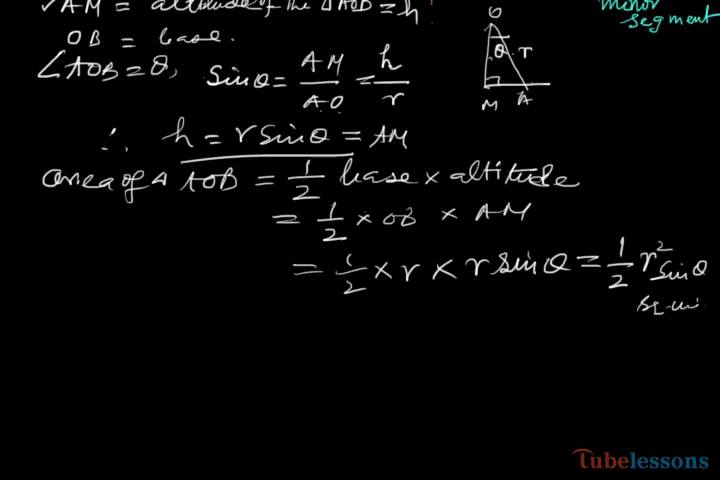 AM = altitude of the △AOB = h
minor
segment
OB = base.
∠AOB = θ, sinθ = AM/AO = h/r
O
θ r
M A
∴ h = r sinθ = AM
area of △ AOB = 1/2 base × altitude
= 1/2 × OB × AM
= 1/2 × r × r sinθ = 1/2 r² sinθ
Tubelessons